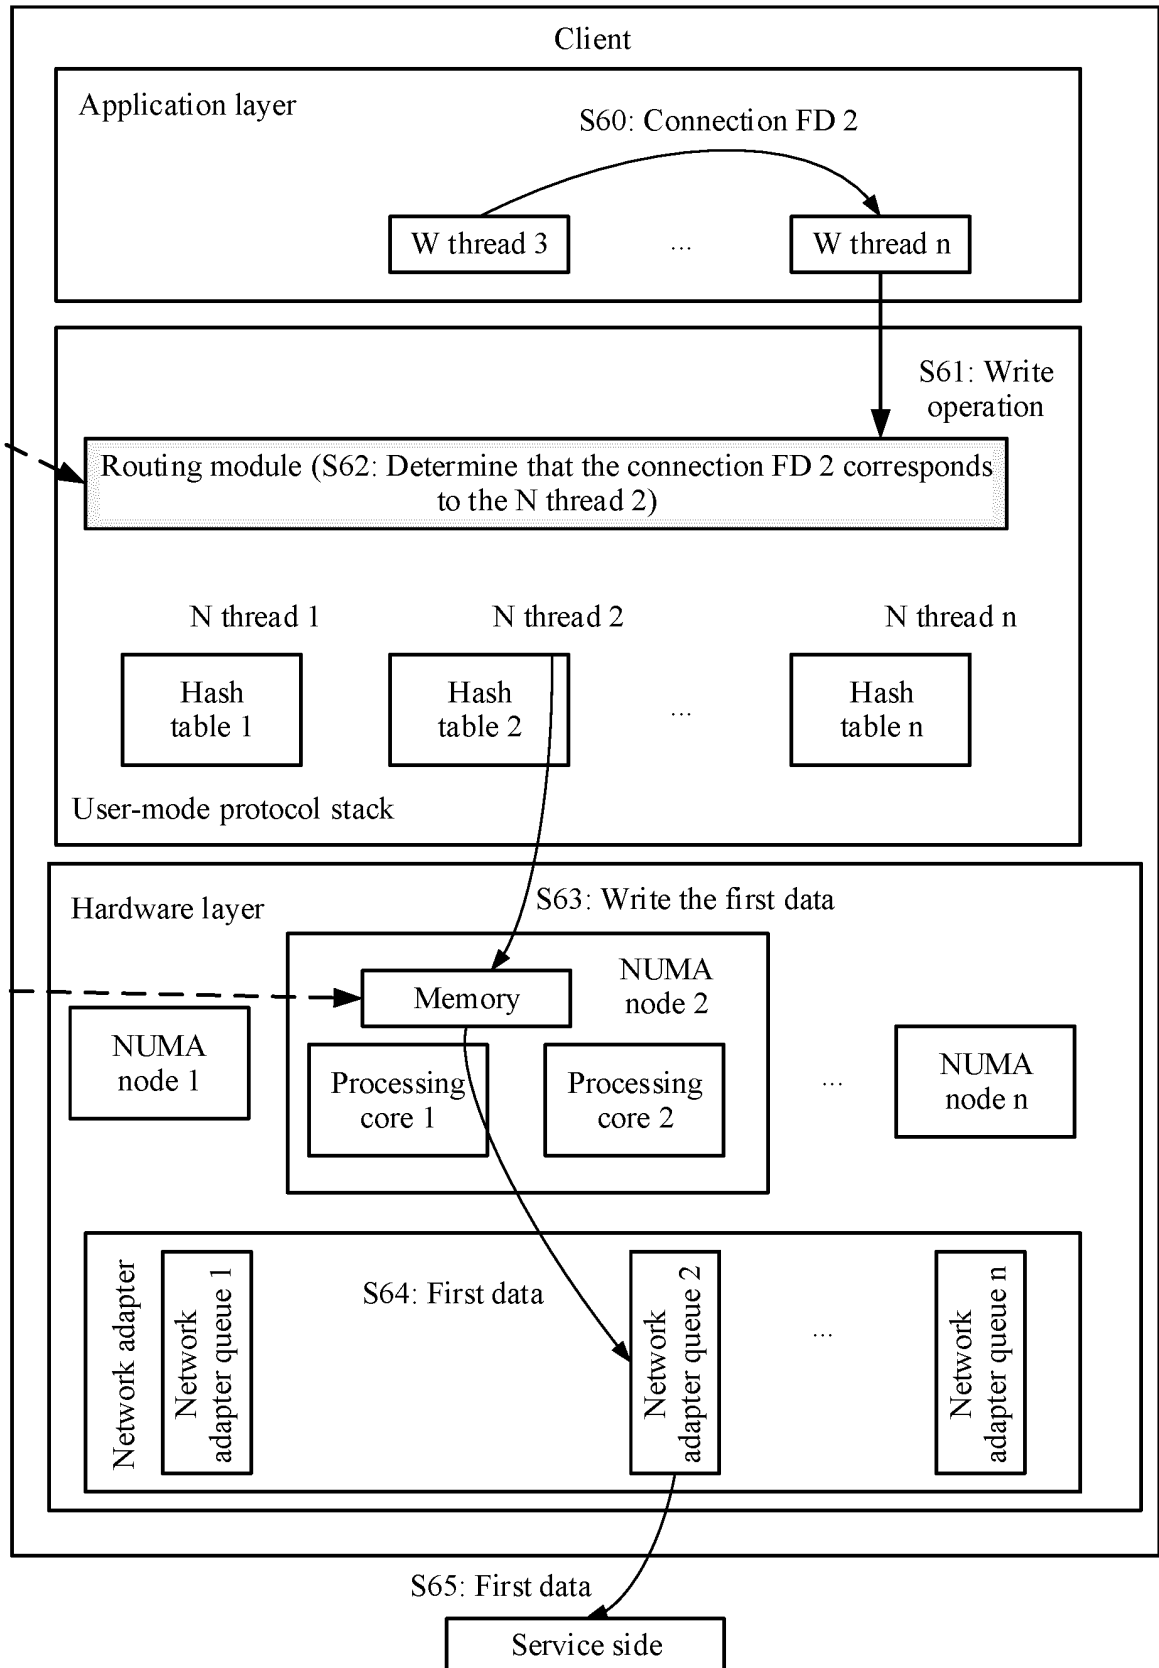 Client
Application layer
S60: Connection FD 2
W thread 3
...
W thread n
S61: Write
operation
Routing module (S62: Determine that the connection FD 2 corresponds
to the N thread 2)
N thread 1
N thread 2
N thread n
Hash
table 1
Hash
table 2
...
Hash
table n
User-mode protocol stack
S63: Write the first data
Hardware layer
NUMA
node 2
Memory
NUMA
node 1
Processing
core 1
Processing
core 2
...
NUMA
node n
Network adapter
Network
adapter queue 1
S64: First data
Network
adapter queue 2
...
Network
adapter queue n
S65: First data
Service side